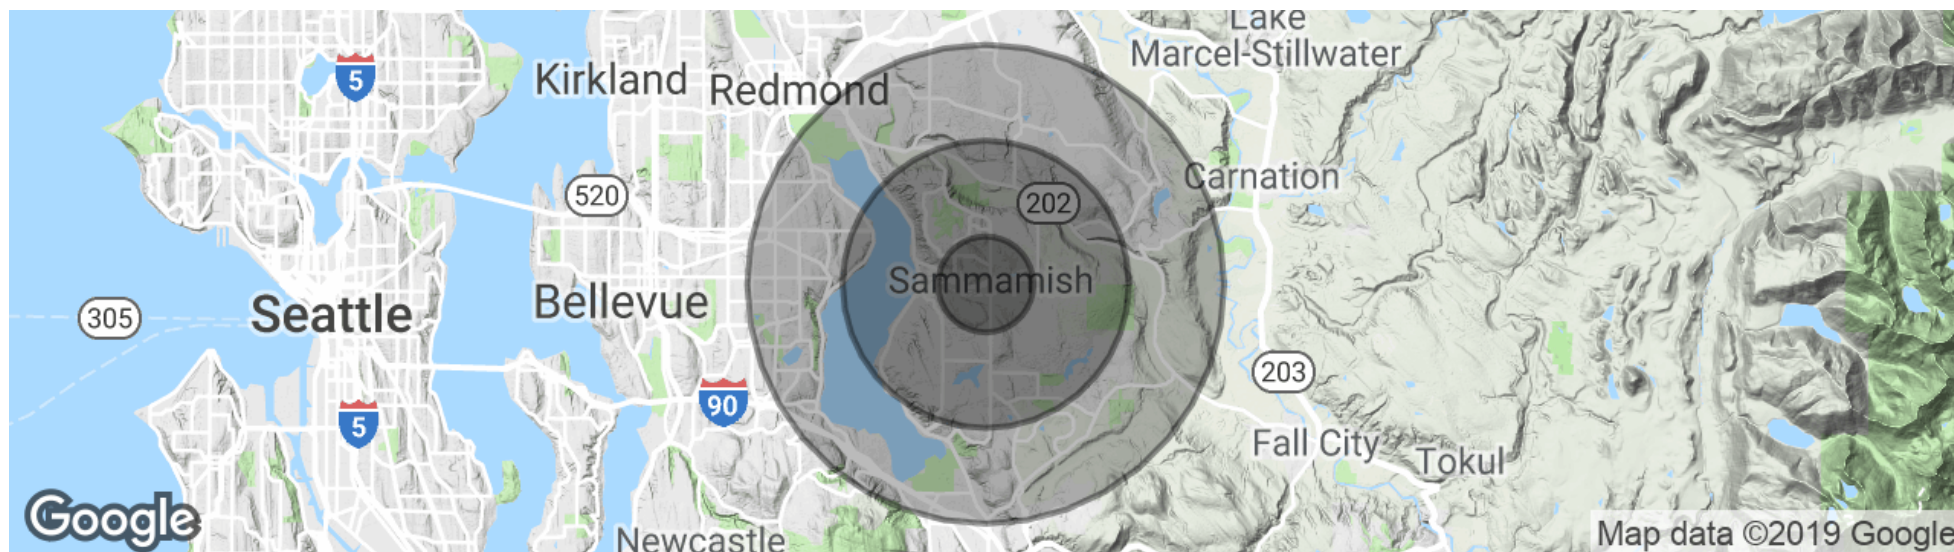 Lake
Marcel-Stillwater
5
Kirkland
Redmond
Carnation
520
202
Sammamish
Bellevue
Seattle
305
203
90
5
Fall City
Tokul
Google
Newcastle
Map data ©2019 Google